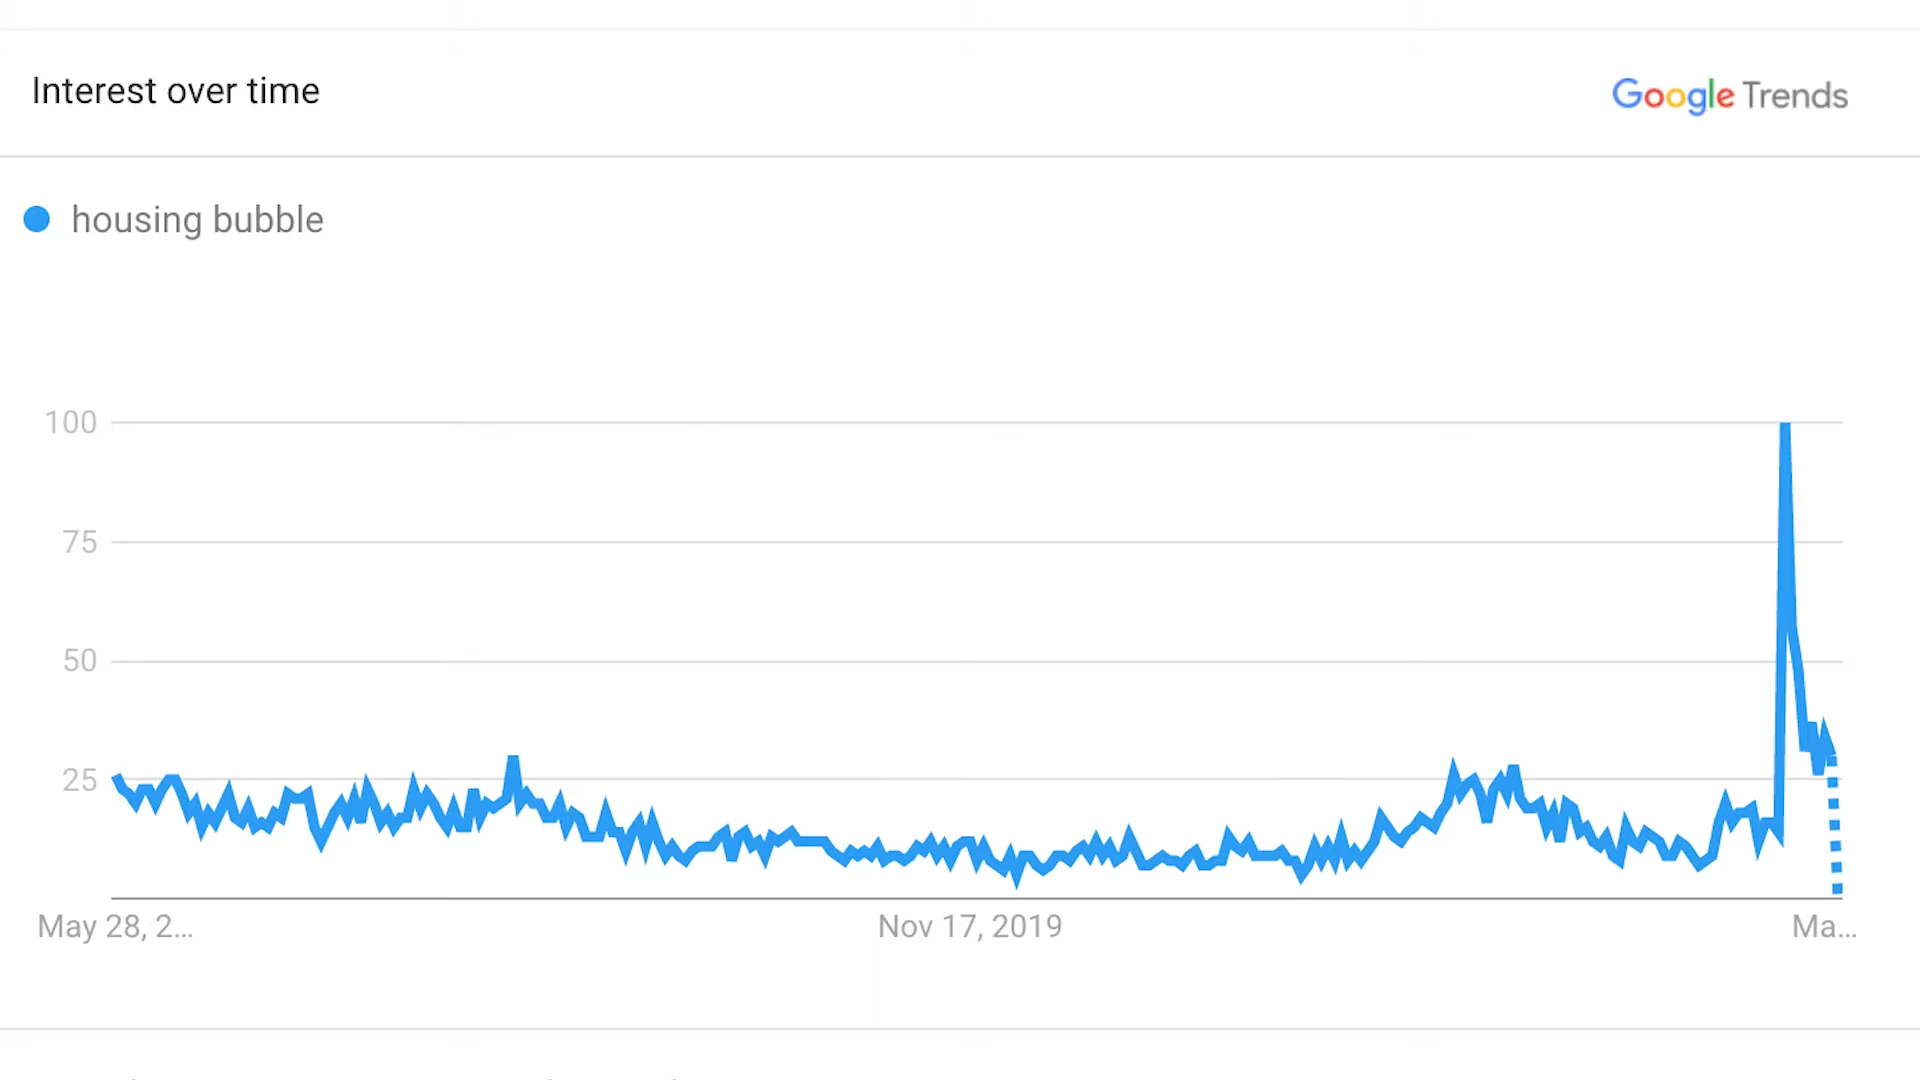 Interest over time
Google Trends
housing bubble
100
75
50
25
May 28, 2...
Nov 17, 2019
Ma...